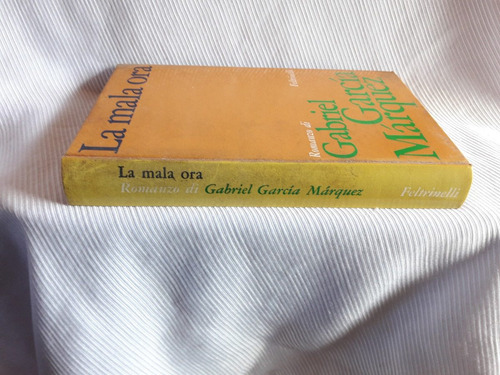 La mala ora
Romanzo di
Gabriel
García
Márquez
Feltrinelli
La mala ora
Romanzo di Gabriel García Márquez
Feltrinelli